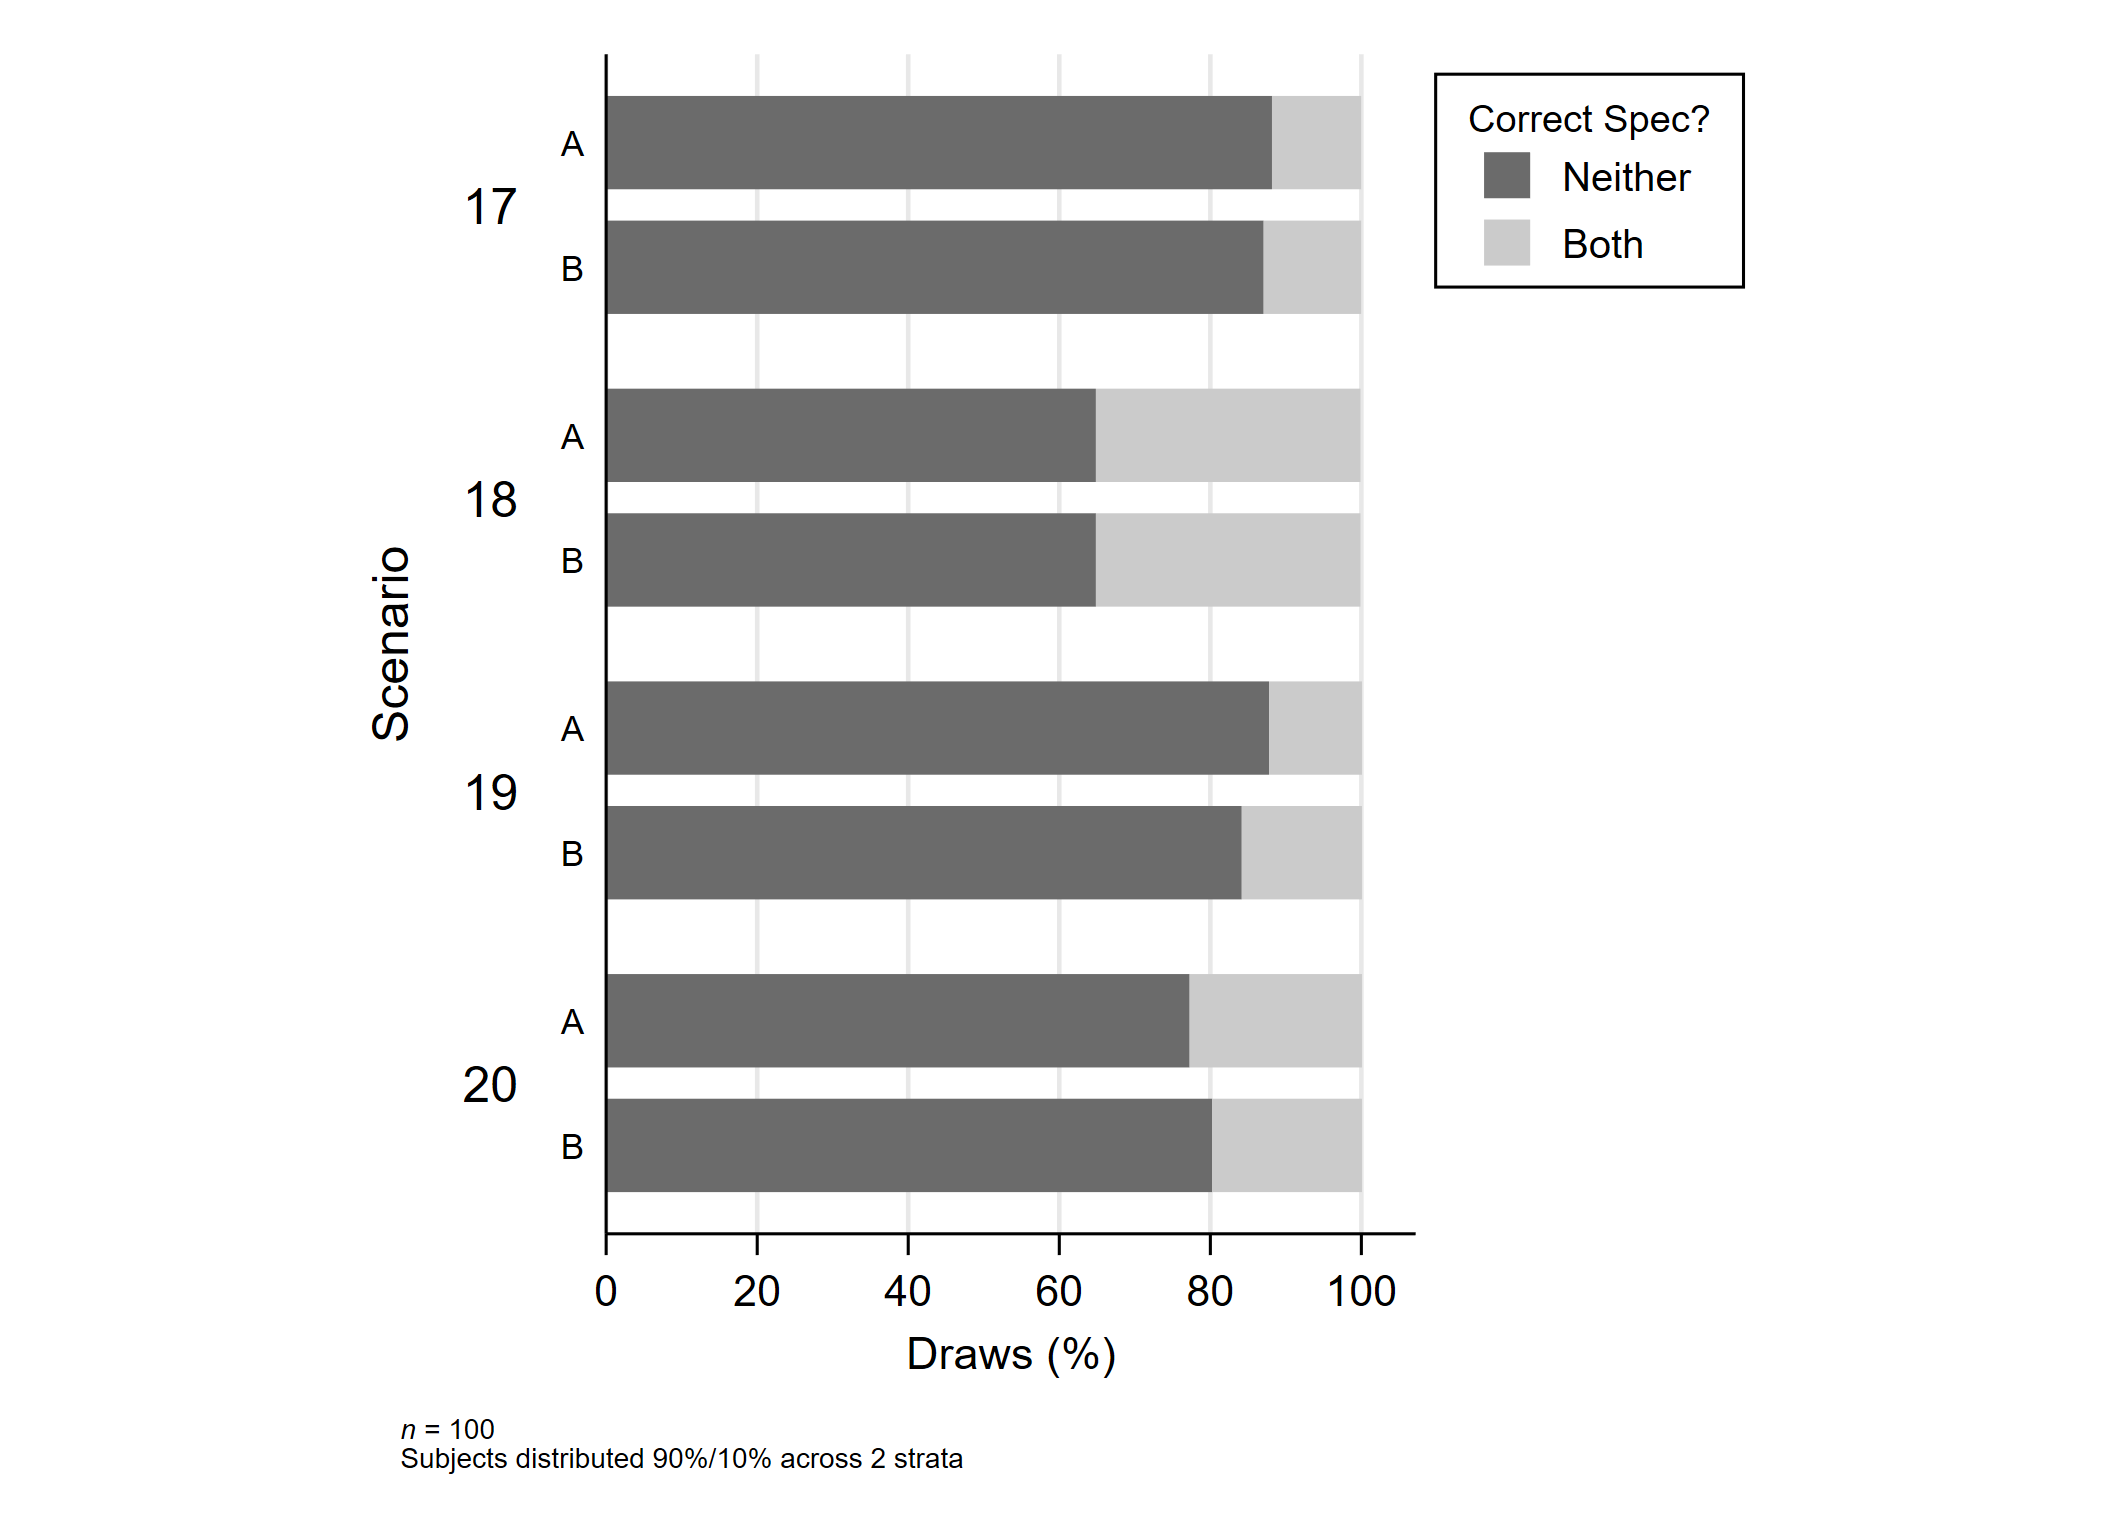 Correct Spec?
Neither
Both
Scenario
17
A
B
18
A
B
19
A
B
20
A
B
0 20 40 60 80 100
Draws (%)
n = 100
Subjects distributed 90%/10% across 2 strata